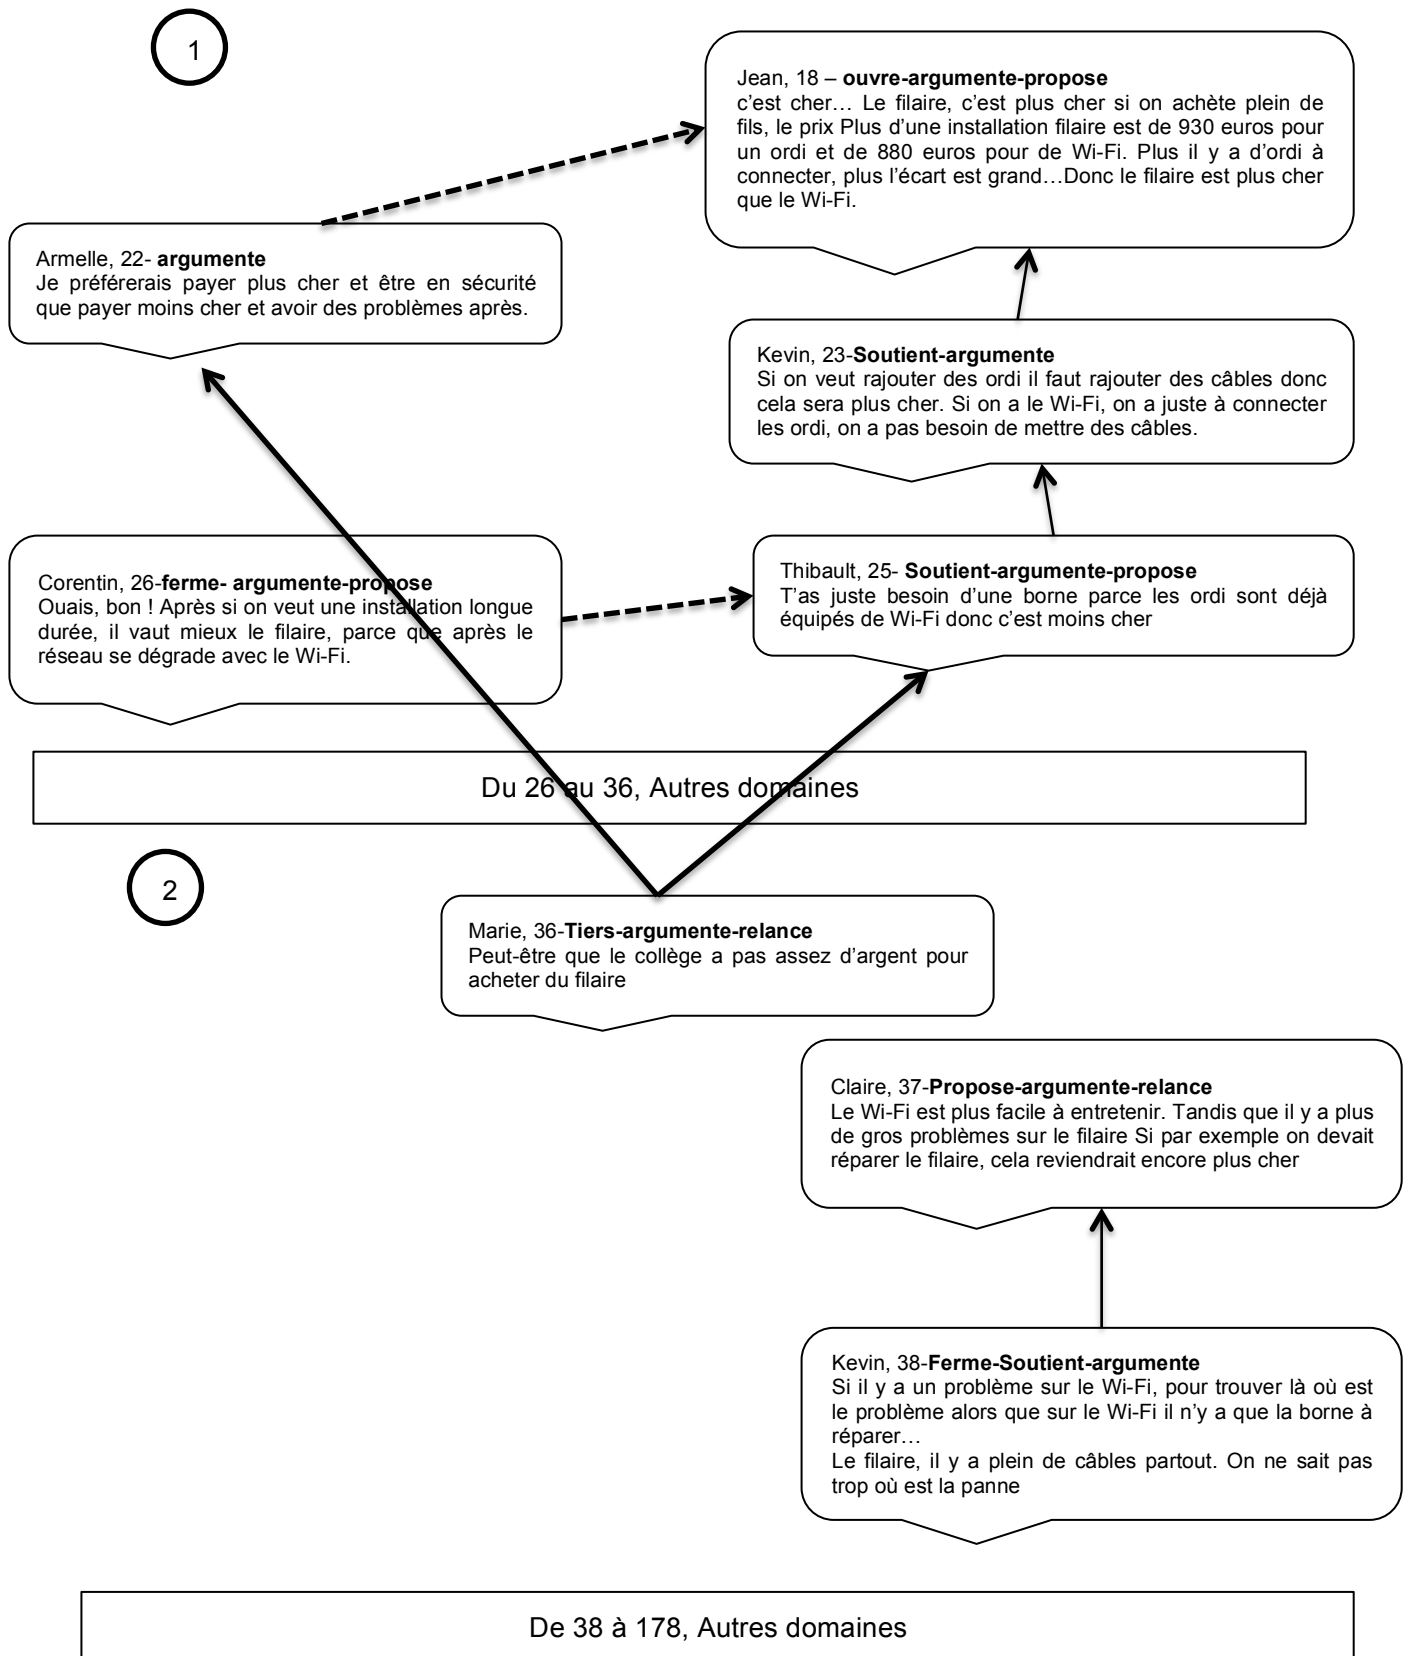 1
Jean, 18 – ouvre-argumente-propose
c'est cher… Le filaire, c'est plus cher si on achète plein de
fils, le prix Plus d'une installation filaire est de 930 euros pour
un ordi et de 880 euros pour de Wi-Fi. Plus il y a d'ordi à
connecter, plus l'écart est grand…Donc le filaire est plus cher
que le Wi-Fi.
Armelle, 22- argumente
Je préférerais payer plus cher et être en sécurité
que payer moins cher et avoir des problèmes après.
Kevin, 23-Soutient-argumente
Si on veut rajouter des ordi il faut rajouter des câbles donc
cela sera plus cher. Si on a le Wi-Fi, on a juste à connecter
les ordi, on a pas besoin de mettre des câbles.
Corentin, 26-ferme- argumente-propose
Ouais, bon ! Après si on veut une installation longue
durée, il vaut mieux le filaire, parce que après le
réseau se dégrade avec le Wi-Fi.
Thibault, 25- Soutient-argumente-propose
T'as juste besoin d'une borne parce les ordi sont déjà
équipés de Wi-Fi donc c'est moins cher
Du 26 au 36, Autres domaines
2
Marie, 36-Tiers-argumente-relance
Peut-être que le collège a pas assez d'argent pour
acheter du filaire
Claire, 37-Propose-argumente-relance
Le Wi-Fi est plus facile à entretenir. Tandis que il y a plus
de gros problèmes sur le filaire Si par exemple on devait
réparer le filaire, cela reviendrait encore plus cher
Kevin, 38-Ferme-Soutient-argumente
Si il y a un problème sur le Wi-Fi, pour trouver là où est
le problème alors que sur le Wi-Fi il n'y a que la borne à
réparer…
Le filaire, il y a plein de câbles partout. On ne sait pas
trop où est la panne
De 38 à 178, Autres domaines